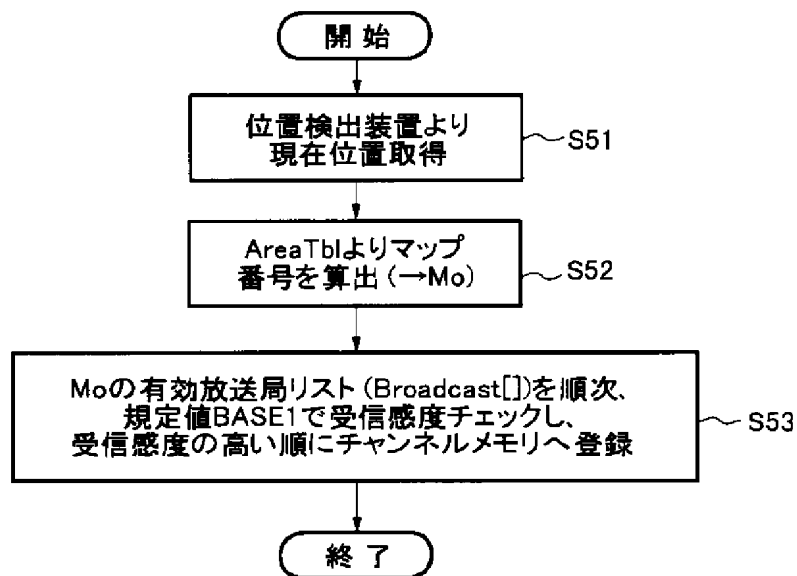 開始
位置検出装置より
現在位置取得
S51
AreaTblよりマップ
番号を算出(→Mo)
S52
Moの有効放送局リスト(Broadcast[])を順次、
規定値BASE1で受信感度チェックし、
受信感度の高い順にチャンネルメモリへ登録
S53
終了